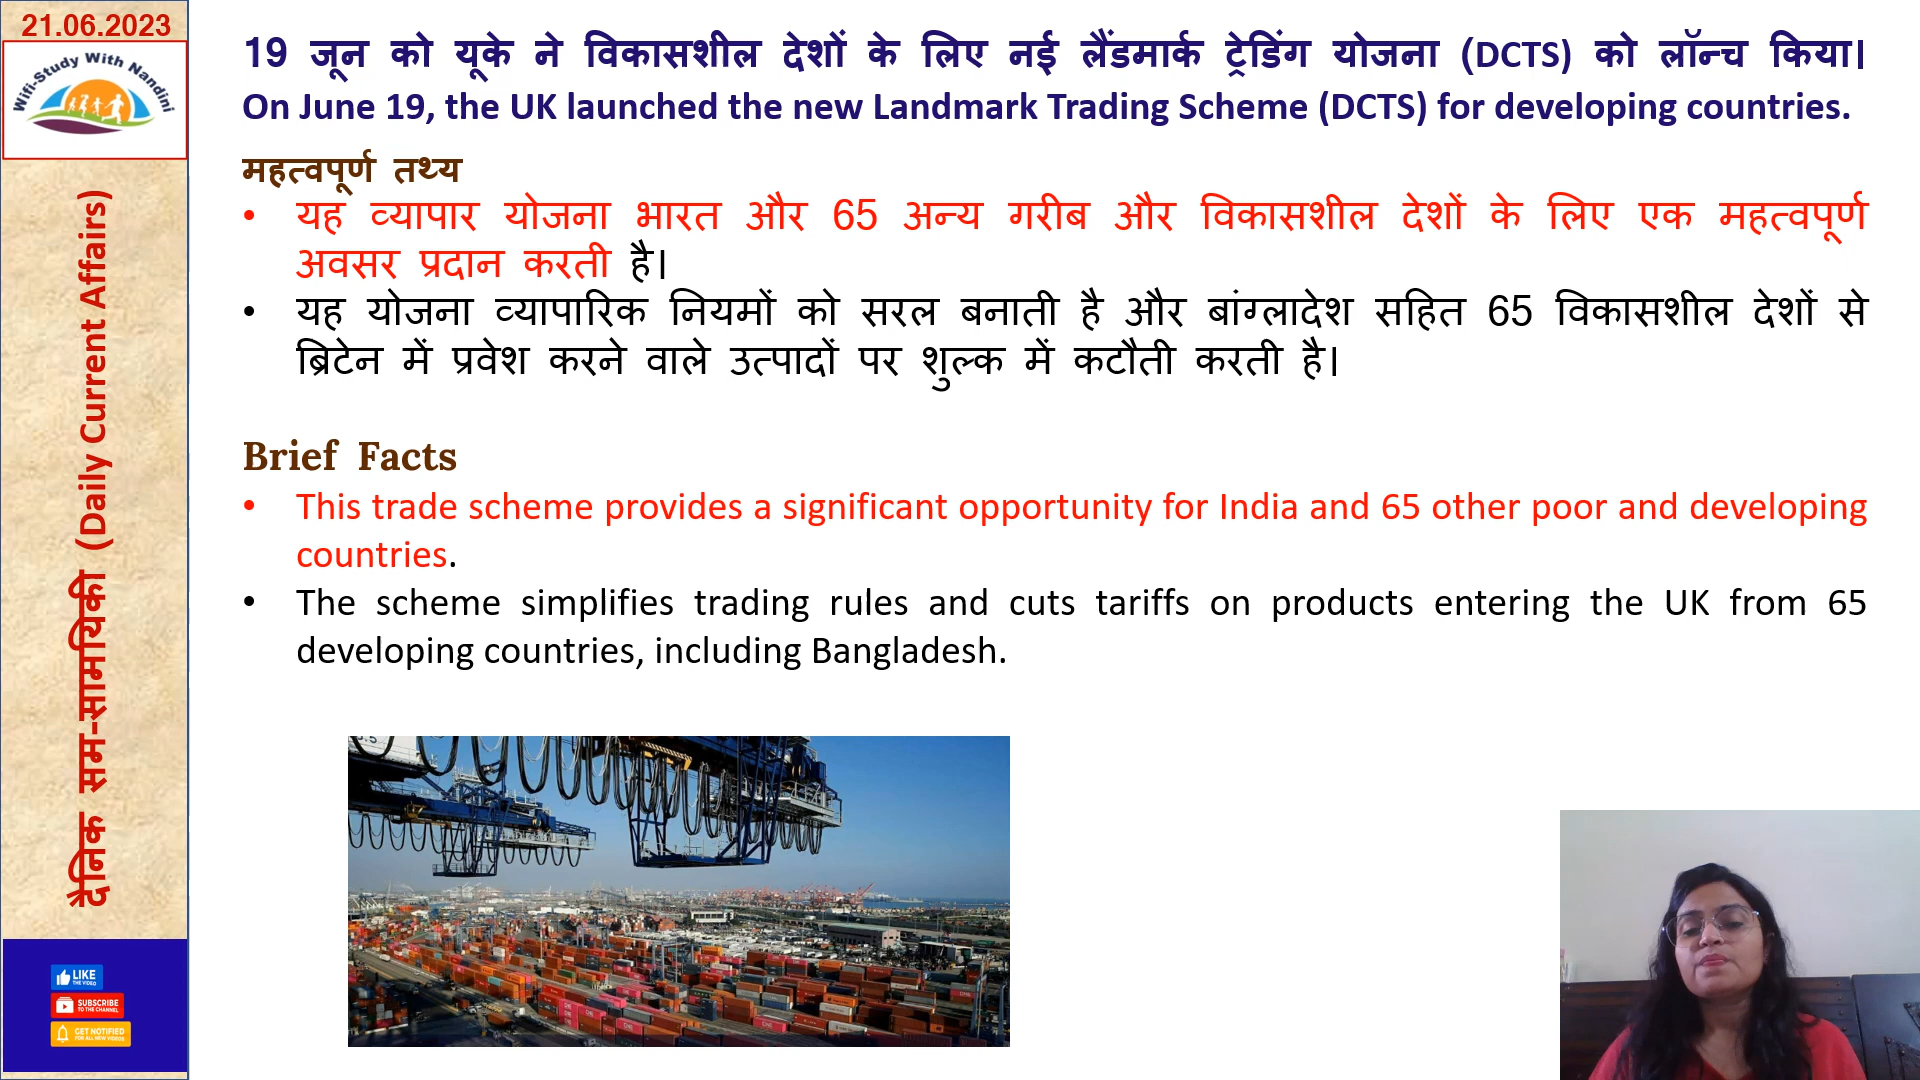 21.06.2023
Wifi-Study With Nandini
दैनिक सम-सामयिकी (Daily Current Affairs)
LIKE
THE VIDEO
SUBSCRIBE
TO THE CHANNEL
GET NOTIFIED
FOR ALL NEW VIDEOS
19 जून को यूके ने विकासशील देशों के लिए नई लैंडमार्क ट्रेडिंग योजना (DCTS) को लॉन्च किया।
On June 19, the UK launched the new Landmark Trading Scheme (DCTS) for developing countries.
महत्वपूर्ण तथ्य
• यह व्यापार योजना भारत और 65 अन्य गरीब और विकासशील देशों के लिए एक महत्वपूर्ण
अवसर प्रदान करती है।
• यह योजना व्यापारिक नियमों को सरल बनाती है और बांग्लादेश सहित 65 विकासशील देशों से
ब्रिटेन में प्रवेश करने वाले उत्पादों पर शुल्क में कटौती करती है।
Brief Facts
• This trade scheme provides a significant opportunity for India and 65 other poor and developing
countries.
• The scheme simplifies trading rules and cuts tariffs on products entering the UK from 65
developing countries, including Bangladesh.